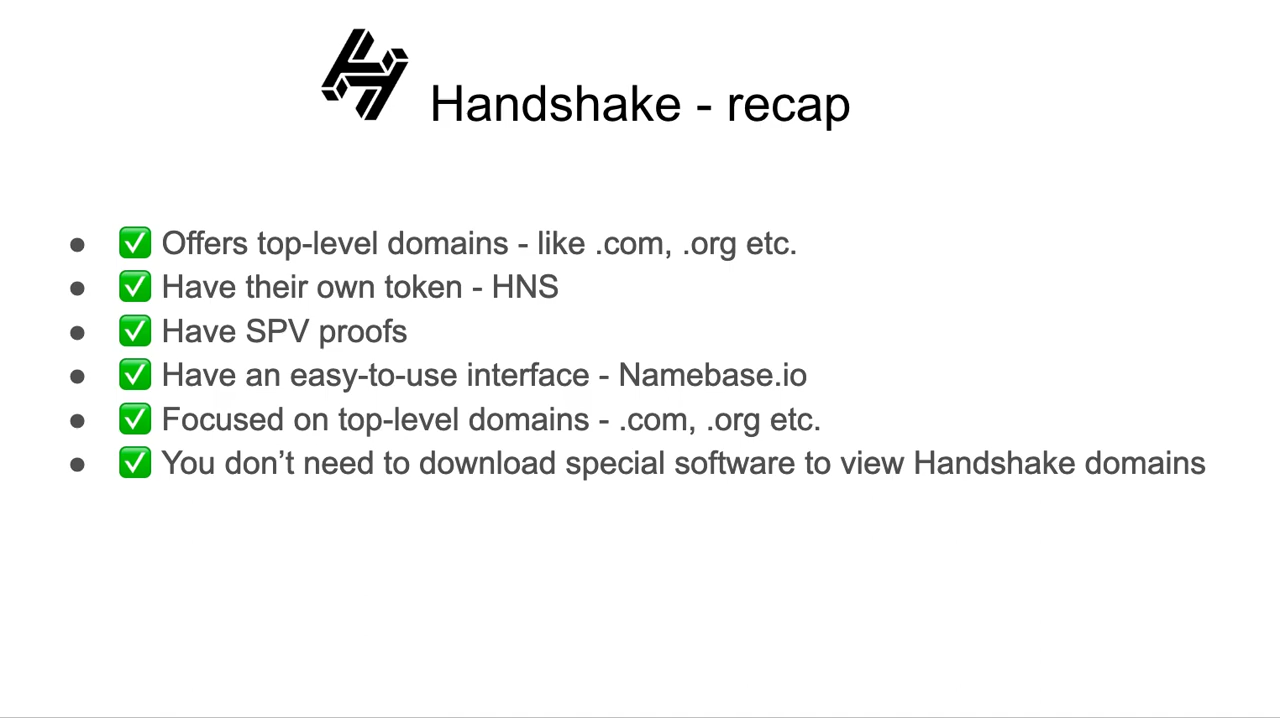 Handshake - recap
● ✅ Offers top-level domains - like .com, .org etc.
● ✅ Have their own token - HNS
● ✅ Have SPV proofs
● ✅ Have an easy-to-use interface - Namebase.io
● ✅ Focused on top-level domains - .com, .org etc.
● ✅ You don’t need to download special software to view Handshake domains